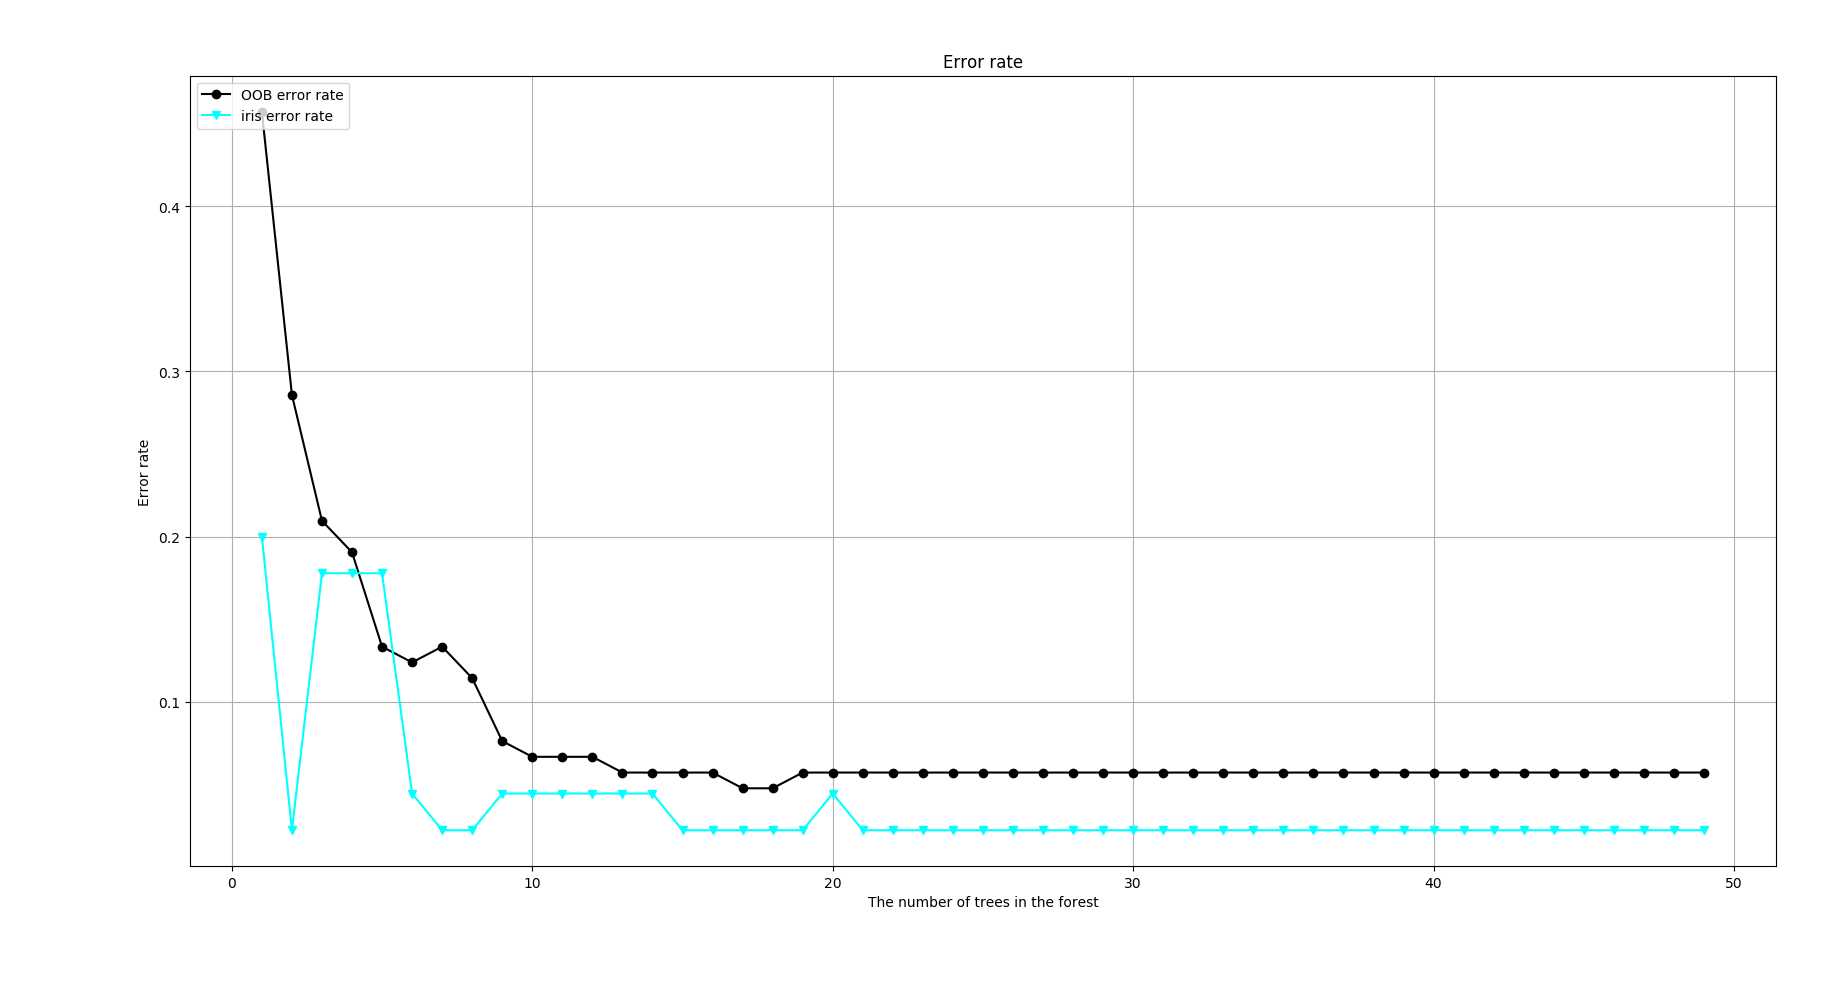 Error rate
OOB error rate
iris error rate
0.4
0.3
0.2
0.1
Error rate
0 10 20 30 40 50
The number of trees in the forest